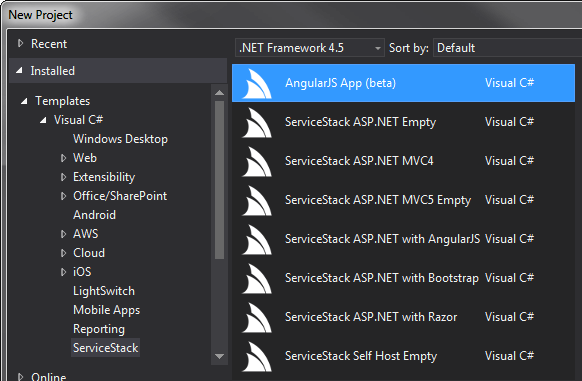 New Project
Recent
.NET Framework 4.5 Sort by: Default
Installed
Templates
Visual C#
Windows Desktop
Web
Extensibility
Office/SharePoint
Android
AWS
Cloud
iOS
LightSwitch
Mobile Apps
Reporting
ServiceStack
Online
AngularJS App (beta) Visual C#
ServiceStack ASP.NET Empty Visual C#
ServiceStack ASP.NET MVC4 Visual C#
ServiceStack ASP.NET MVC5 Empty Visual C#
ServiceStack ASP.NET with AngularJS Visual C#
ServiceStack ASP.NET with Bootstrap Visual C#
ServiceStack ASP.NET with Razor Visual C#
ServiceStack Self Host Empty Visual C#